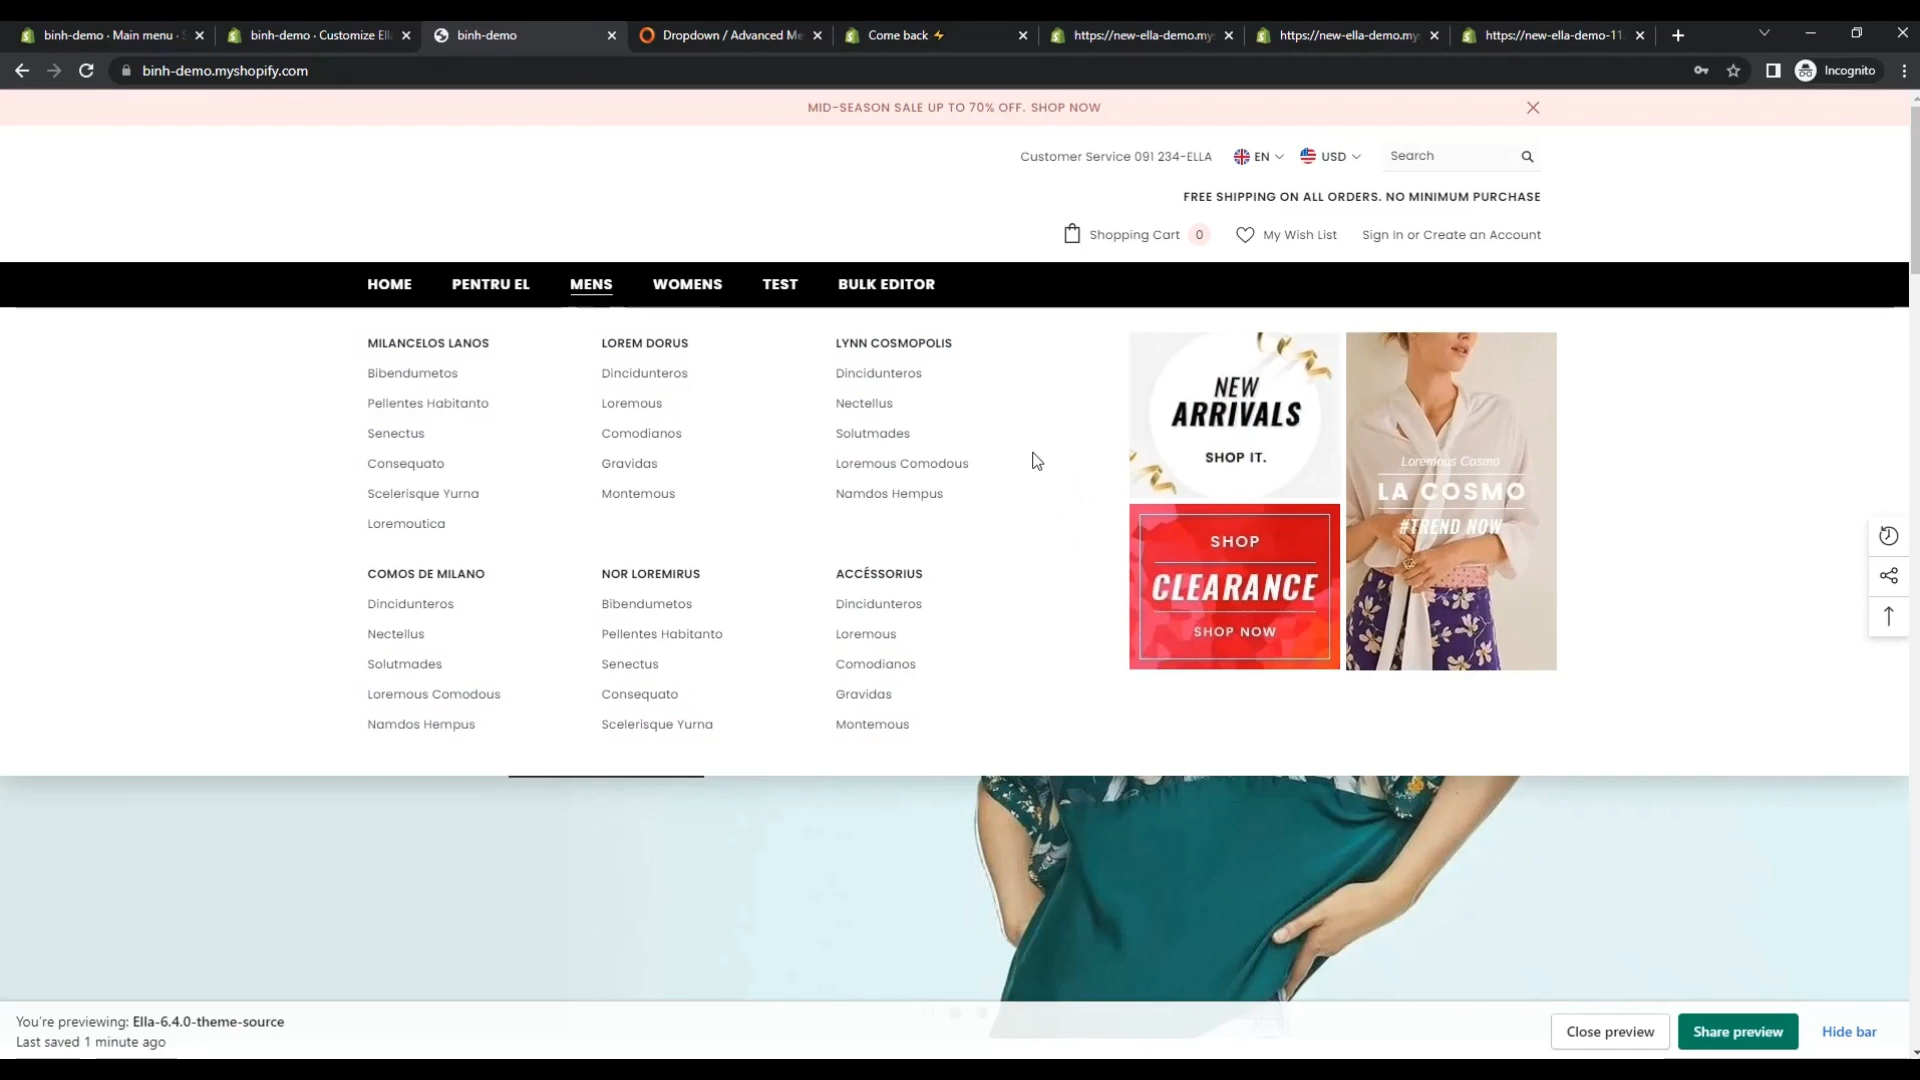 binh-demo · Main menu · S
binh-demo · Customize Ell
binh-demo
Dropdown / Advanced Me
Come back ⚡
https://new-ella-demo.my
https://new-ella-demo.my
https://new-ella-demo-11.
binh-demo.myshopify.com
Incognito
MID-SEASON SALE UP TO 70% OFF. SHOP NOW
Customer Service 091 234-ELLA
EN
USD
Search
FREE SHIPPING ON ALL ORDERS. NO MINIMUM PURCHASE
Shopping Cart 0
My Wish List
Sign In or Create an Account
HOME
PENTRU EL
MENS
WOMENS
TEST
BULK EDITOR
MILANCELOS LANOS
Bibendumetos
Pellentes Habitanto
Senectus
Consequato
Scelerisque Yurna
Loremoutica
LOREM DORUS
Dincidunteros
Loremous
Comodianos
Gravidas
Montemous
LYNN COSMOPOLIS
Dincidunteros
Nectellus
Solutmades
Loremous Comodous
Namdos Hempus
COMOS DE MILANO
Dincidunteros
Nectellus
Solutmades
Loremous Comodous
Namdos Hempus
NOR LOREMIRUS
Bibendumetos
Pellentes Habitanto
Senectus
Consequato
Scelerisque Yurna
ACCÉSSORIUS
Dincidunteros
Loremous
Comodianos
Gravidas
Montemous
NEW
ARRIVALS
SHOP IT.
SHOP
CLEARANCE
SHOP NOW
Loremous Cosmo
LA COSMO
#TREND NOW
You're previewing: Ella-6.4.0-theme-source
Last saved 1 minute ago
Close preview
Share preview
Hide bar